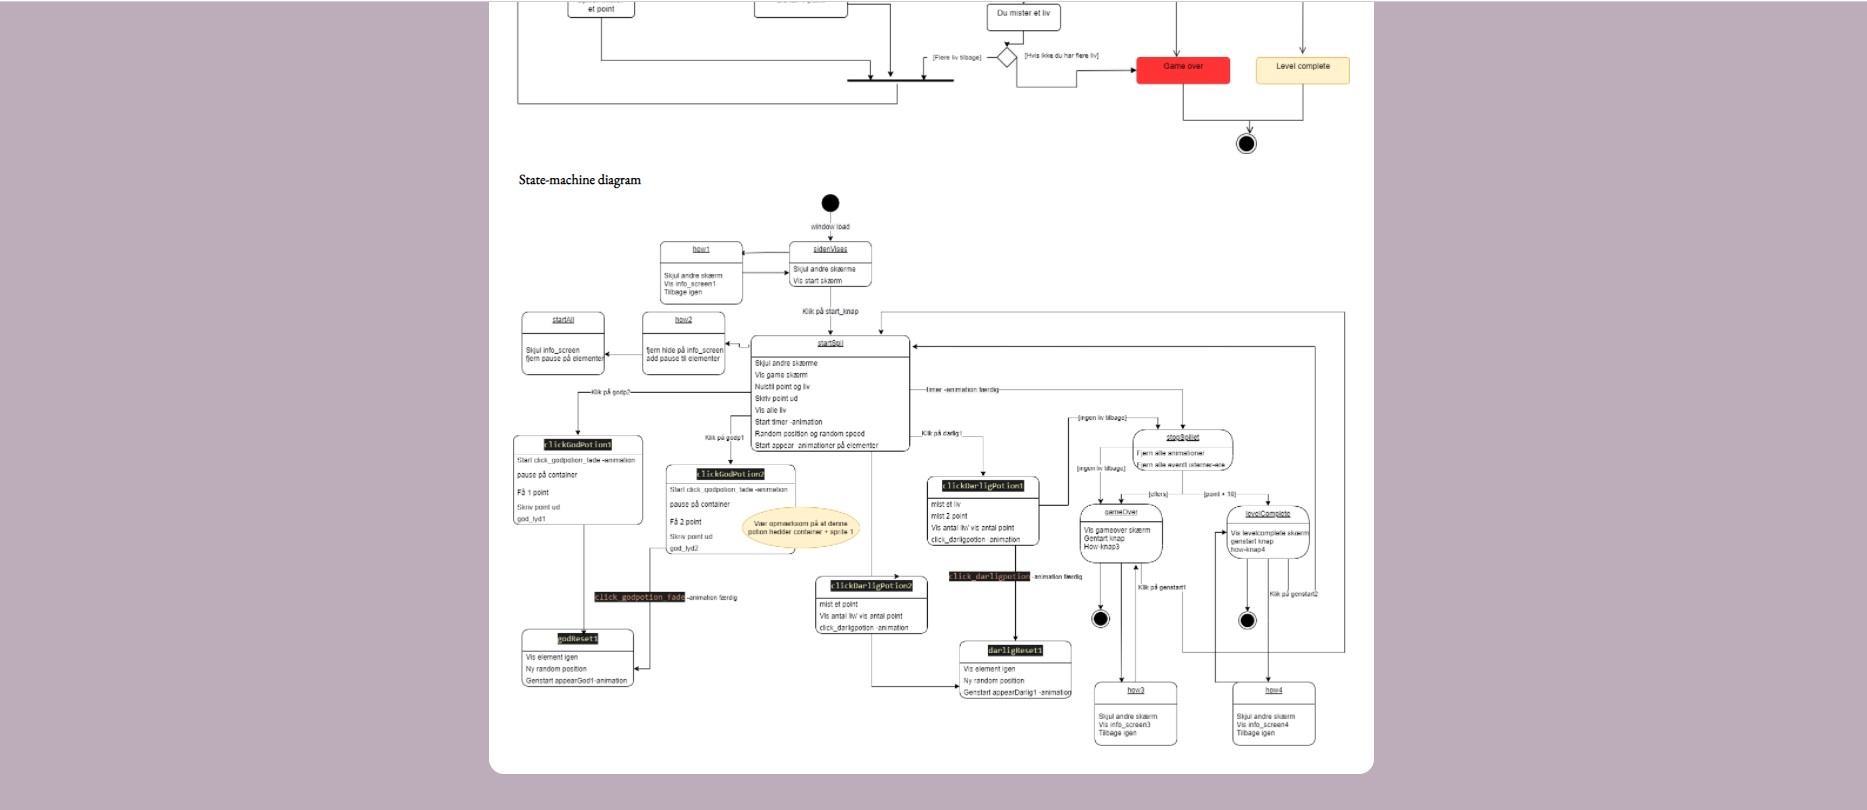 et point
Du mister et liv
[Flere liv tilbage]
[Hvis ikke du har flere liv]
Game over
Level complete
State-machine diagram
window load
how1
Skjul andre skærm
Vis info_screen1
Tilbage igen
sidenVises
Skjul andre skærme
Vis start skærm
Klik på start_knap
startAll
Skjul info_screen
fjern pause på elementer
how2
fjern hide på info_screen
add pause til elementer
startSpil
Skjul andre skærme
Vis game skærm
Nulstil point og liv
Skriv point ud
Vis alle liv
Start timer -animation
Random position og random speed
Start appear -animationer på elementer
Klik på godp2
Klik på godp1
Timer -animation færdig
Klik på dårlig1
[ingen liv tilbage]
[ingen liv tilbage]
stopSpillet
Fjern alle animationer
Fjern alle eventListerner-ere
[ellers]
clickGodPotion1
Start click_godpotion_fade -animation
pause på container
Få 1 point
Skriv point ud
god_lyd1
clickGodPotion2
Start click_godpotion_fade -animation
pause på container
Få 2 point
Skriv point ud
god_lyd2
Vær opmærksom på at denne
potion hedder container + sprite 1
clickDarligPotion1
mist et liv
mist 2 point
Vis antal liv/ vis antal point
click_darligpotion -animation
gameOver
Vis gameover skærm
Gentart knap
How-knap3
levelComplete
Vis levelcomplete skærm
genstart knap
how-knap4
click_darligpotion -animation færdig
clickDarligPotion2
mist et point
Vis antal liv/ vis antal point
click_darligpotion -animation
click_godpotion_fade -animation færdig
Klik på genstart1
Klik på genstart2
godReset1
Vis element igen
Ny random position
Genstart appearGod1-animation
darligReset1
Vis element igen
Ny random position
Genstart appearDarlig1 -animation
how3
Skjul andre skærm
Vis info_screen3
Tilbage igen
how4
Skjul andre skærm
Vis info_screen4
Tilbage igen